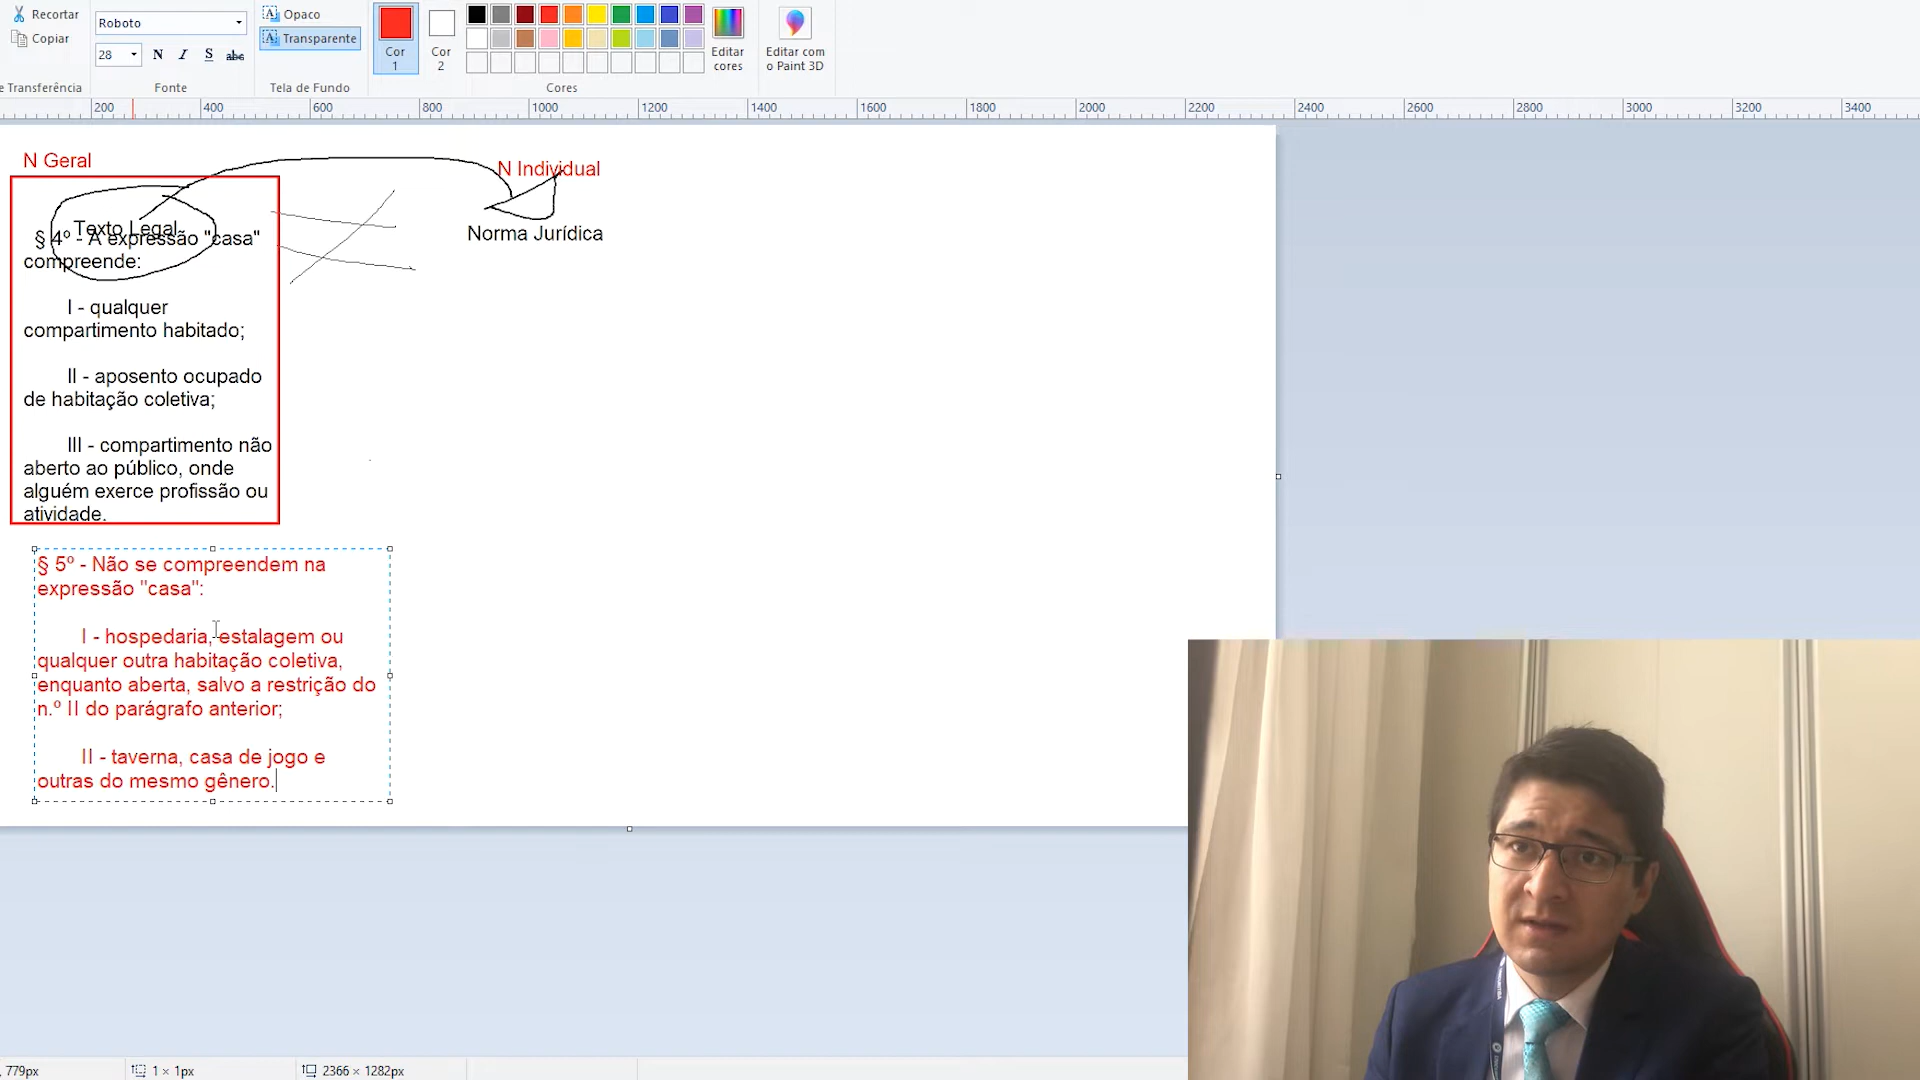 Recortar
Copiar
e Transferência
Roboto
28
N I S abc
Fonte
Opaco
Transparente
Tela de Fundo
Cor
1
Cor
2
Cores
Editar
cores
Editar com
o Paint 3D
200 400 600 800 1000 1200 1400 1600 1800 2000 2200 2400 2600 2800 3000 3200 3400
N Geral
N Individual
Texto Legal
Norma Jurídica
§ 4º - A expressão "casa"
compreende:
I - qualquer
compartimento habitado;
II - aposento ocupado
de habitação coletiva;
III - compartimento não
aberto ao público, onde
alguém exerce profissão ou
atividade.
§ 5º - Não se compreendem na
expressão "casa":
I - hospedaria, estalagem ou
qualquer outra habitação coletiva,
enquanto aberta, salvo a restrição do
n.º II do parágrafo anterior;
II - taverna, casa de jogo e
outras do mesmo gênero.
, 779px
1 × 1px
2366 × 1282px